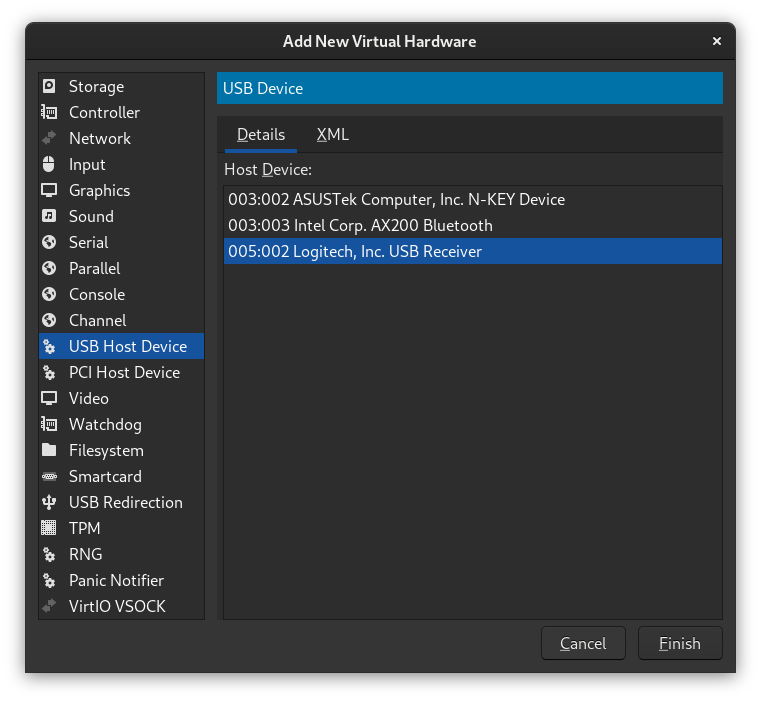 Add New Virtual Hardware
Storage
Controller
Network
Input
Graphics
Sound
Serial
Parallel
Console
Channel
USB Host Device
PCI Host Device
Video
Watchdog
Filesystem
Smartcard
USB Redirection
TPM
RNG
Panic Notifier
VirtIO VSOCK
USB Device
Details XML
Host Device:
003:002 ASUSTek Computer, Inc. N-KEY Device
003:003 Intel Corp. AX200 Bluetooth
005:002 Logitech, Inc. USB Receiver
Cancel Finish